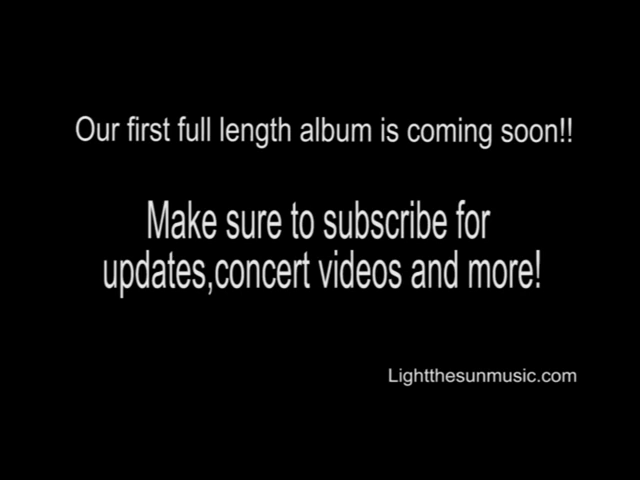 Our first full length album is coming soon!!
Make sure to subscribe for
updates,concert videos and more!
Lightthesunmusic.com